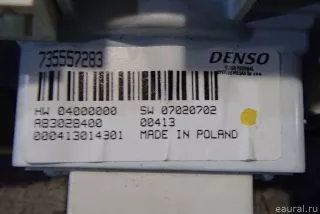 735557283
DENSO
HW 04000000 SW 07020702
A83028400 00413
000413014301 MADE IN POLAND
© eaural.ru